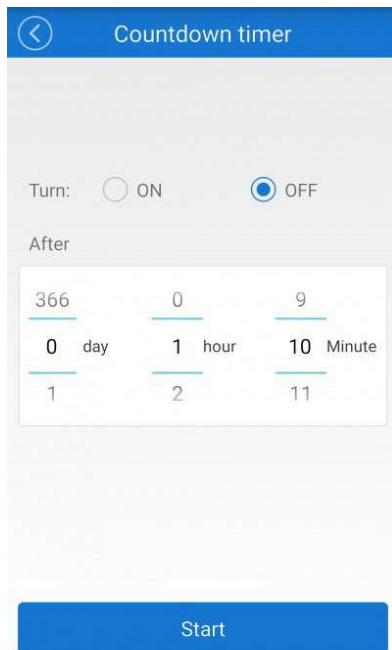 Countdown timer
Turn: ON OFF
After
366 0 9
0 day 1 hour 10 Minute
1 2 11
Start